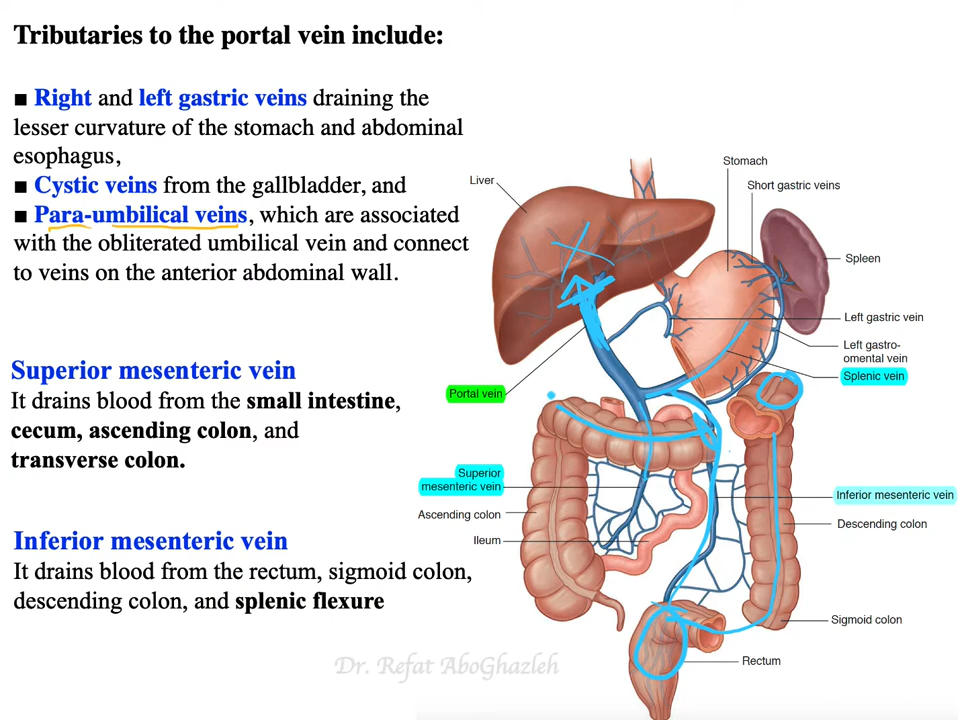 Tributaries to the portal vein include:
■ Right and left gastric veins draining the
lesser curvature of the stomach and abdominal
esophagus,
■ Cystic veins from the gallbladder, and
■ Para-umbilical veins, which are associated
with the obliterated umbilical vein and connect
to veins on the anterior abdominal wall.
Superior mesenteric vein
It drains blood from the small intestine,
cecum, ascending colon, and
transverse colon.
Inferior mesenteric vein
It drains blood from the rectum, sigmoid colon,
descending colon, and splenic flexure
Liver
Stomach
Short gastric veins
Spleen
Left gastric vein
Left gastro-
omental vein
Splenic vein
Portal vein
Superior
mesenteric vein
Ascending colon
Ileum
Inferior mesenteric vein
Descending colon
Sigmoid colon
Rectum
Dr. Refat AboGhazleh